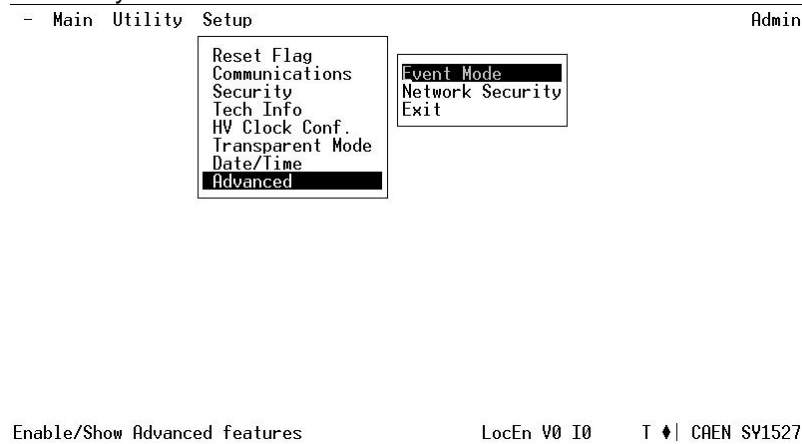 - Main Utility Setup Admin
Reset Flag
Communications
Security
Tech Info
HV Clock Conf.
Transparent Mode
Date/Time
Advanced
Event Mode
Network Security
Exit
Enable/Show Advanced features LocEn V0 I0 T ♦| CAEN SY1527